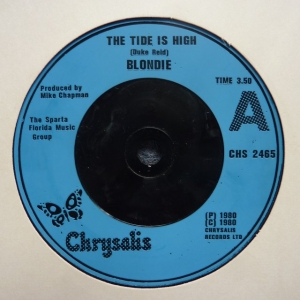 THE TIDE IS HIGH
(Duke Reid)
BLONDIE
Produced by
Mike Chapman
TIME 3.50
A
The Sparta
Florida Music
Group
CHS 2465
Chrysalis
(P) 1980
(C) 1980
CHRYSALIS
RECORDS LTD